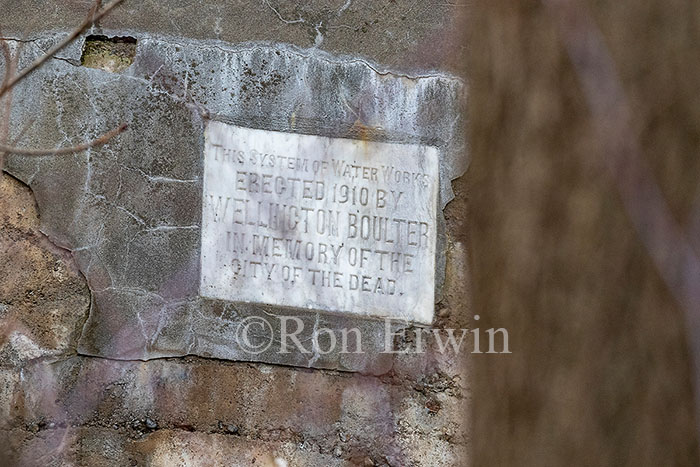 THIS SYSTEM OF WATER WORKS
ERECTED 1910 BY
WELLINGTON BOULTER
IN MEMORY OF THE
CITY OF THE DEAD.
©Ron Erwin